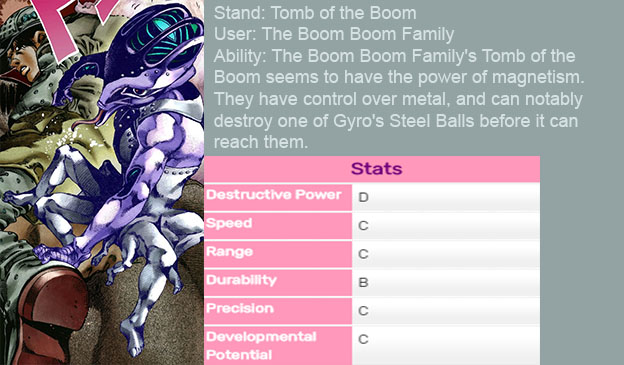 Stand: Tomb of the Boom
User: The Boom Boom Family
Ability: The Boom Boom Family's Tomb of the
Boom seems to have the power of magnetism.
They have control over metal, and can notably
destroy one of Gyro's Steel Balls before it can
reach them.
Stats
Destructive Power D
Speed C
Range C
Durability B
Precision C
Developmental C
Potential